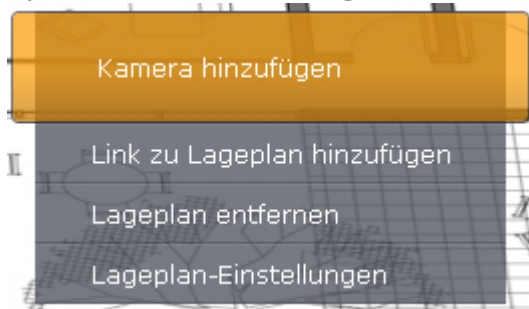 Kamera hinzufügen
Link zu Lageplan hinzufügen
Lageplan entfernen
Lageplan-Einstellungen